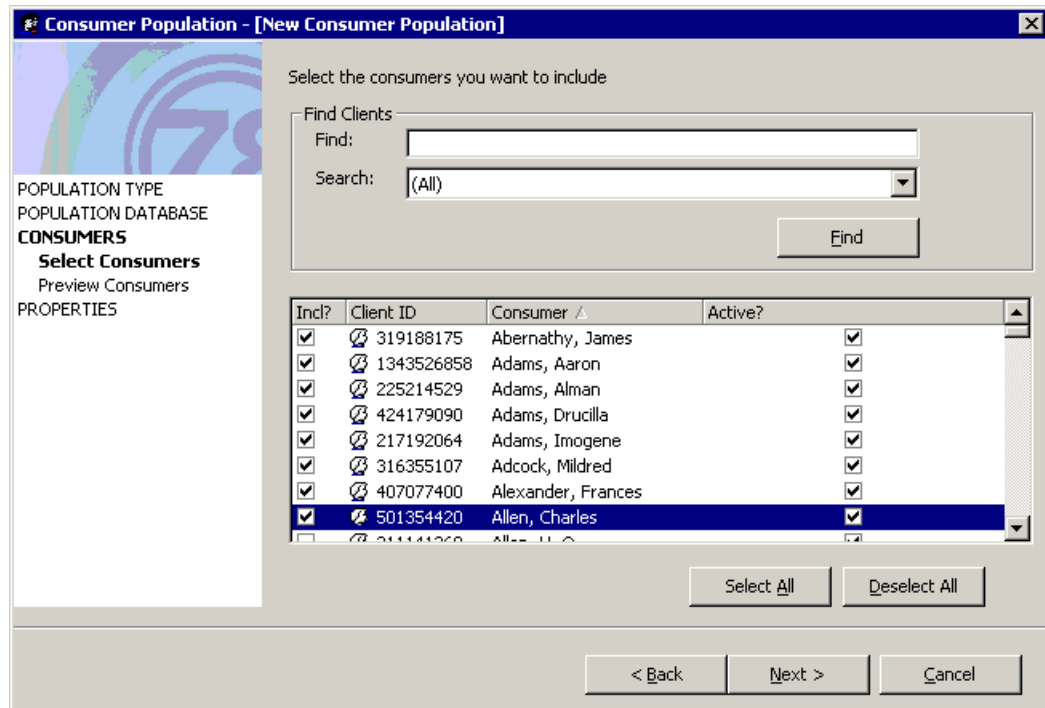 Consumer Population - [New Consumer Population]
Select the consumers you want to include
Find Clients
Find:
Search: (All)
Find
POPULATION TYPE
POPULATION DATABASE
CONSUMERS
Select Consumers
Preview Consumers
PROPERTIES
Incl? Client ID Consumer Active?
319188175 Abernathy, James
1343526858 Adams, Aaron
225214529 Adams, Alman
424179090 Adams, Drucilla
217192064 Adams, Imogene
316355107 Adcock, Mildred
407077400 Alexander, Frances
501354420 Allen, Charles
Select All Deselect All
< Back Next > Cancel